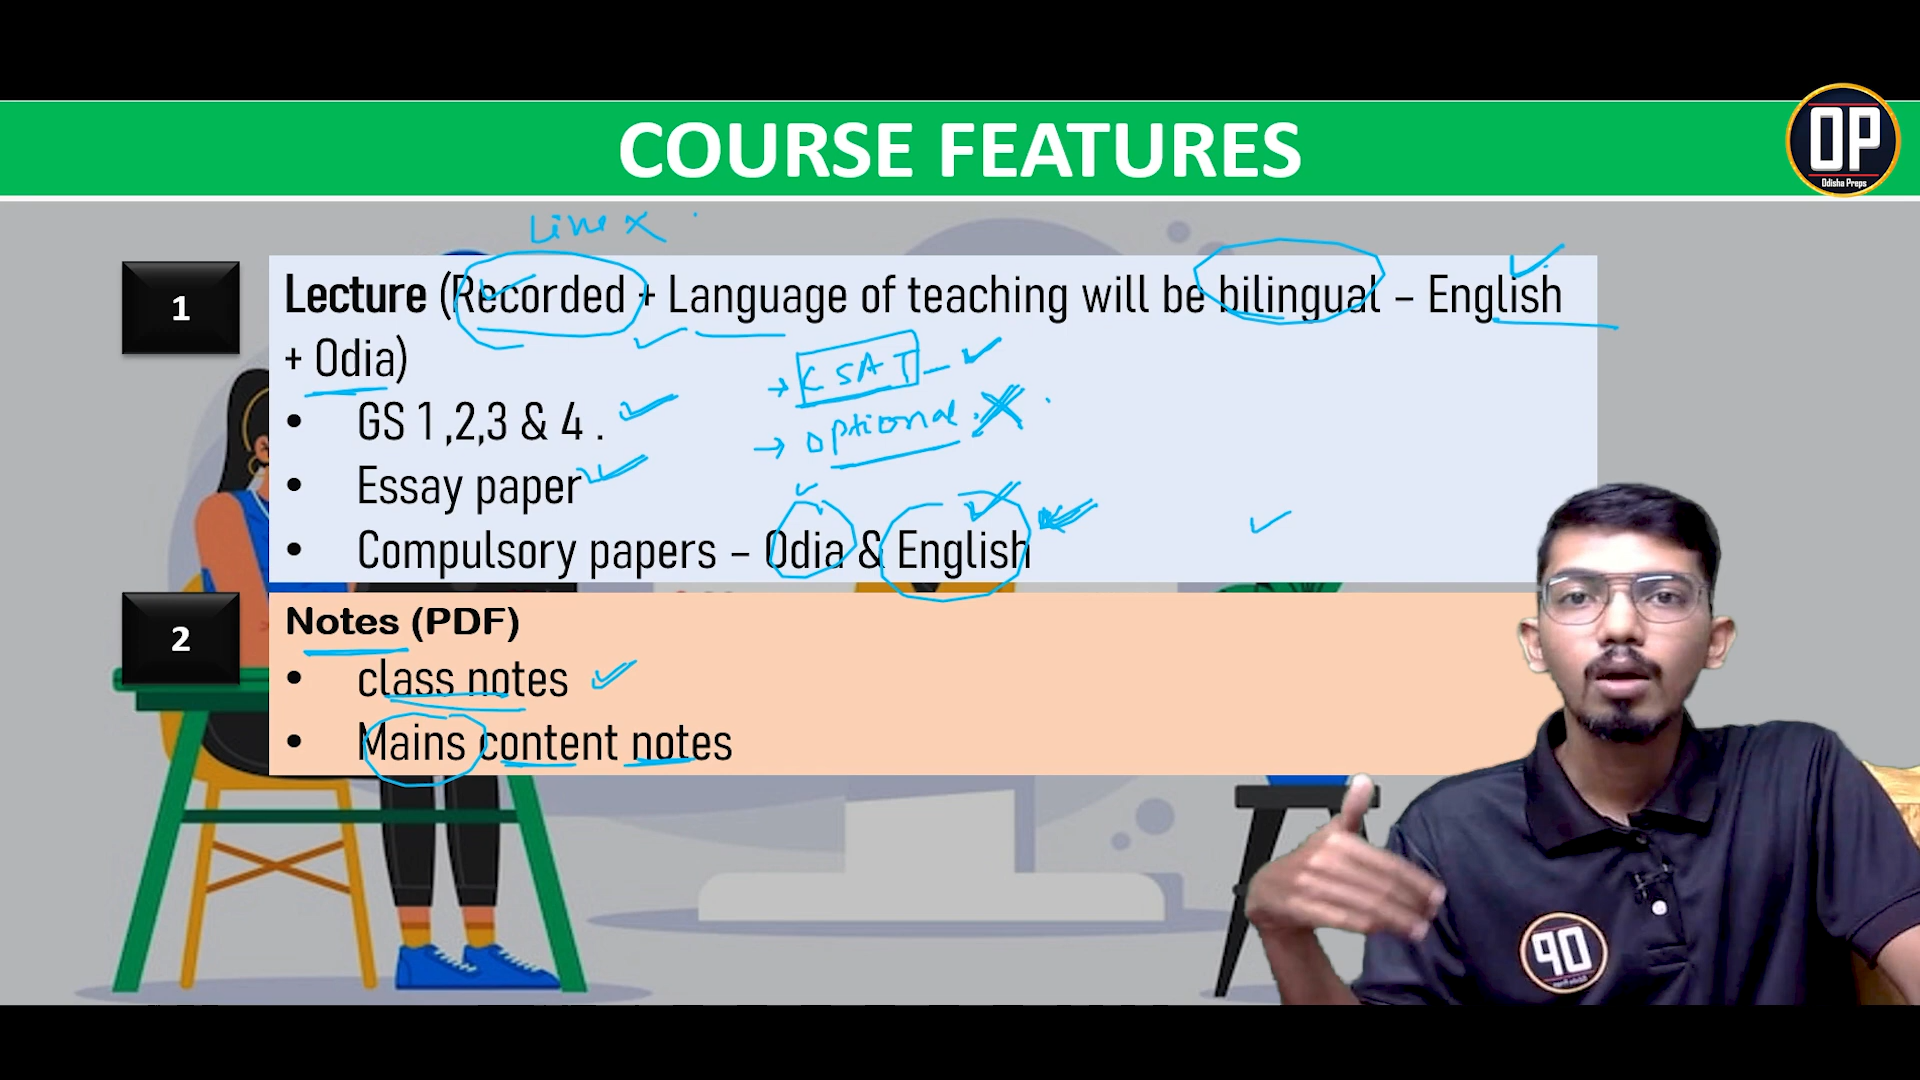 COURSE FEATURES
OP
Odisha Preps
Live X
1
Lecture (Recorded + Language of teaching will be bilingual – English
+ Odia)
→ CSAT –
• GS 1 ,2,3 & 4 .
→ optional
• Essay paper
• Compulsory papers – Odia & English
2
Notes (PDF)
• class notes
• Mains content notes